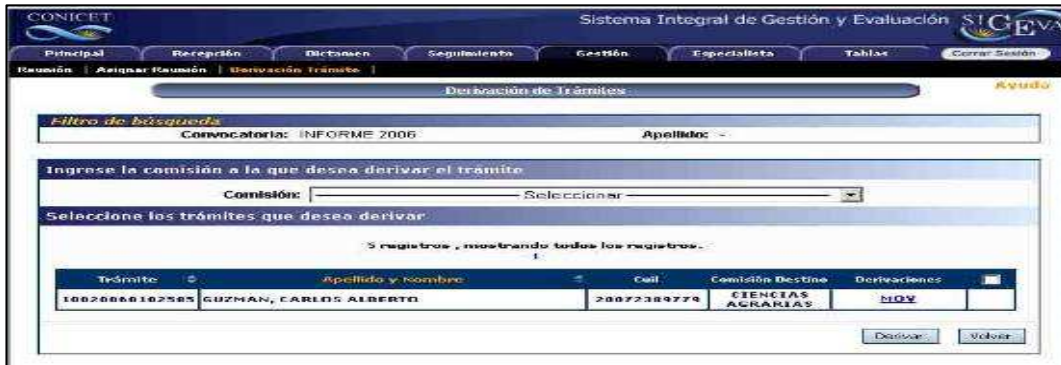 CONICET
Sistema Integral de Gestión y Evaluación SIGEVA
Principal Recepción Dictamen Seguimiento Gestión Especialista Tablas Cerrar Sesión
Reunión | Asignar Reunión | Derivación Trámite |
Derivación de Trámites Ayuda
Filtro de búsqueda
Convocatoria: INFORME 2006 Apellido: -
Ingrese la comisión a la que desea derivar el trámite
Comisión: Seleccionar
Seleccione los trámites que desea derivar
5 registros , mostrando todos los registros.
1
Trámite Apellido y Nombre Cuil Comisión Destino Derivaciones
GUZMAN, CARLOS ALBERTO CIENCIAS AGRARIAS MOV
Derivar Volver